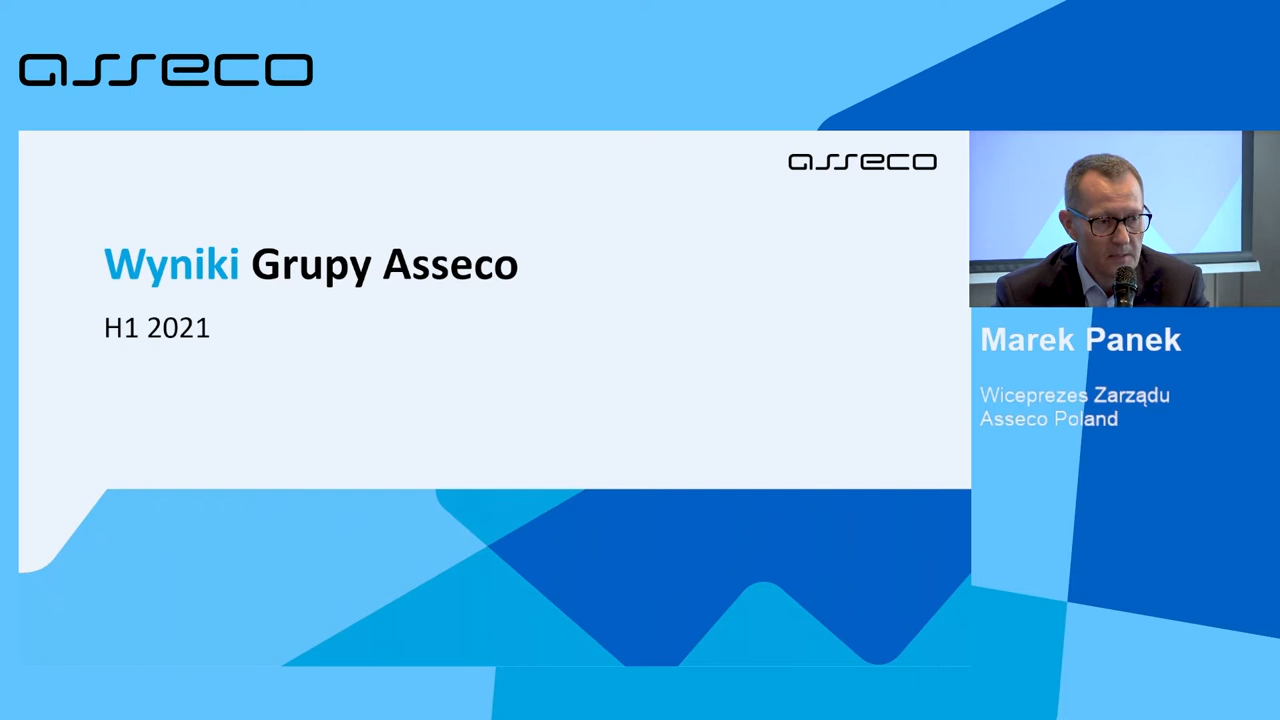 asseco
asseco
Wyniki Grupy Asseco
H1 2021
Marek Panek
Wiceprezes Zarządu
Asseco Poland